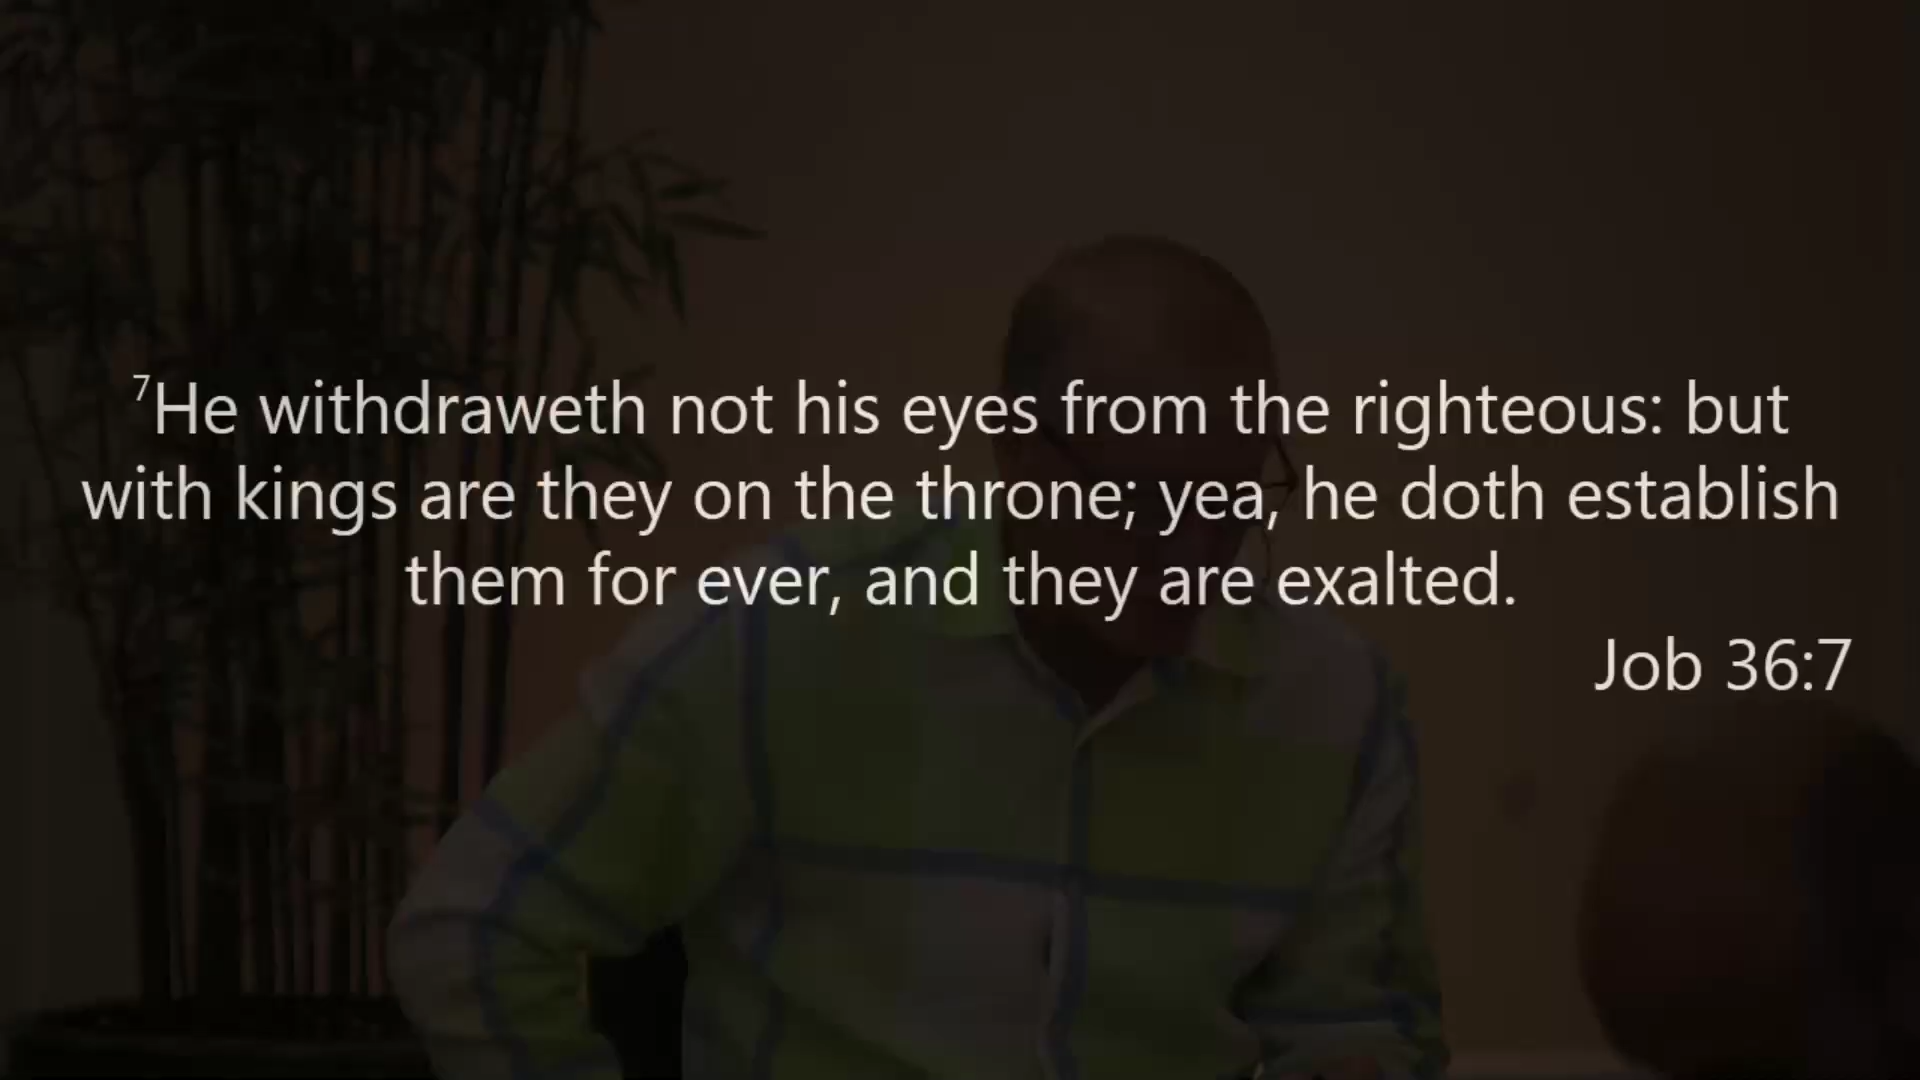 ⁷He withdraweth not his eyes from the righteous: but
with kings are they on the throne; yea, he doth establish
them for ever, and they are exalted.
Job 36:7